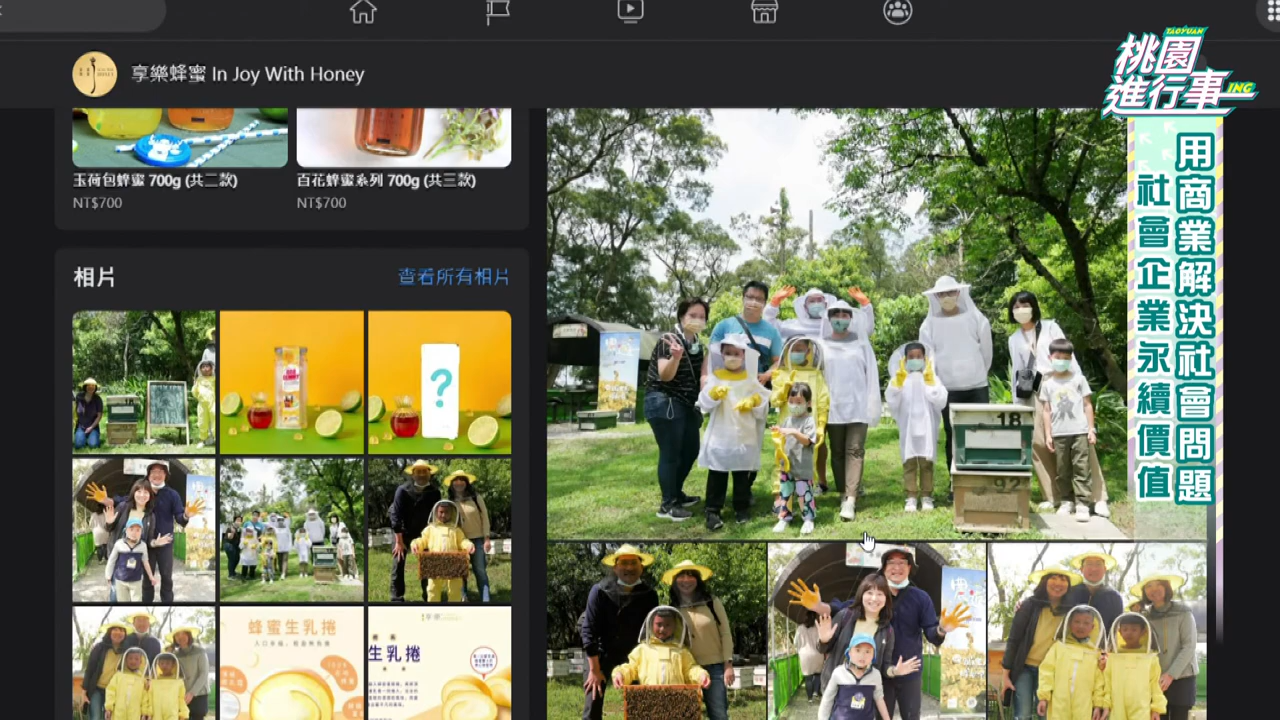 享樂蜂蜜 In Joy With Honey
TAOYUAN
桃園
進行事
ING
用商業解決社會問題
社會企業永續價值
玉荷包蜂蜜 700g (共二款)
NT$700
百花蜂蜜系列 700g (共三款)
NT$700
相片
查看所有相片
?
蜂蜜生乳捲
生乳捲
18
92